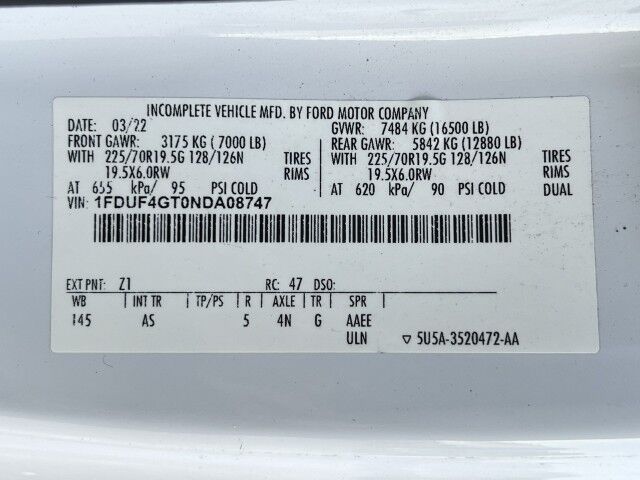 INCOMPLETE VEHICLE MFD. BY FORD MOTOR COMPANY
DATE: 03/22 GVWR: 7484 KG (16500 LB)
FRONT GAWR: 3175 KG ( 7000 LB) REAR GAWR: 5842 KG (12880 LB)
WITH 225/70R19.5G 128/126N TIRES WITH 225/70R19.5G 128/126N TIRES
19.5X6.0RW RIMS 19.5X6.0RW RIMS
AT 655 kPa/ 95 PSI COLD AT 620 kPa/ 90 PSI COLD
VIN: 1FDUF4GT0NDA08747
EXT PNT: Z1 RC: 47 DSO:
WB INT TR TP/PS R AXLE TR SPR
145 AS 5 4N G AAEE
ULN ▽ 5U5A-3520472-AA